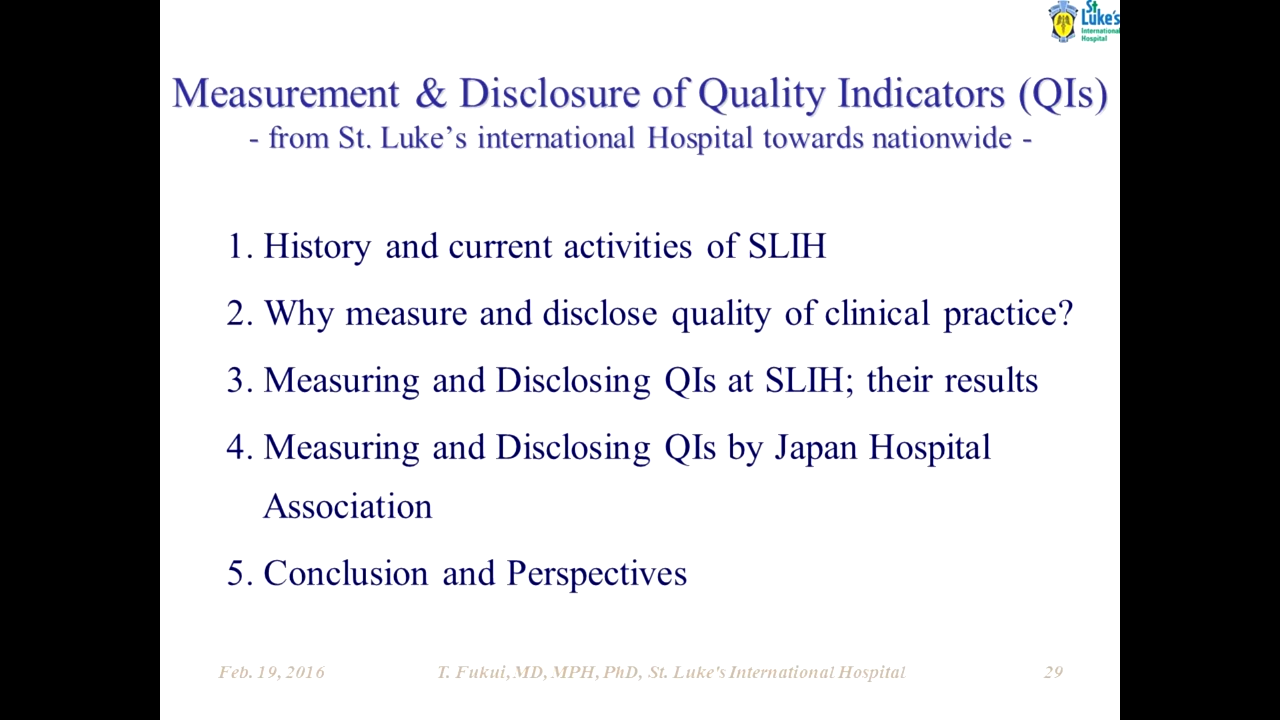 St
Luke's
International
Hospital
Measurement & Disclosure of Quality Indicators (QIs)
- from St. Luke’s international Hospital towards nationwide -
1. History and current activities of SLIH
2. Why measure and disclose quality of clinical practice?
3. Measuring and Disclosing QIs at SLIH; their results
4. Measuring and Disclosing QIs by Japan Hospital
Association
5. Conclusion and Perspectives
Feb. 19, 2016 T. Fukui, MD, MPH, PhD, St. Luke's International Hospital 29